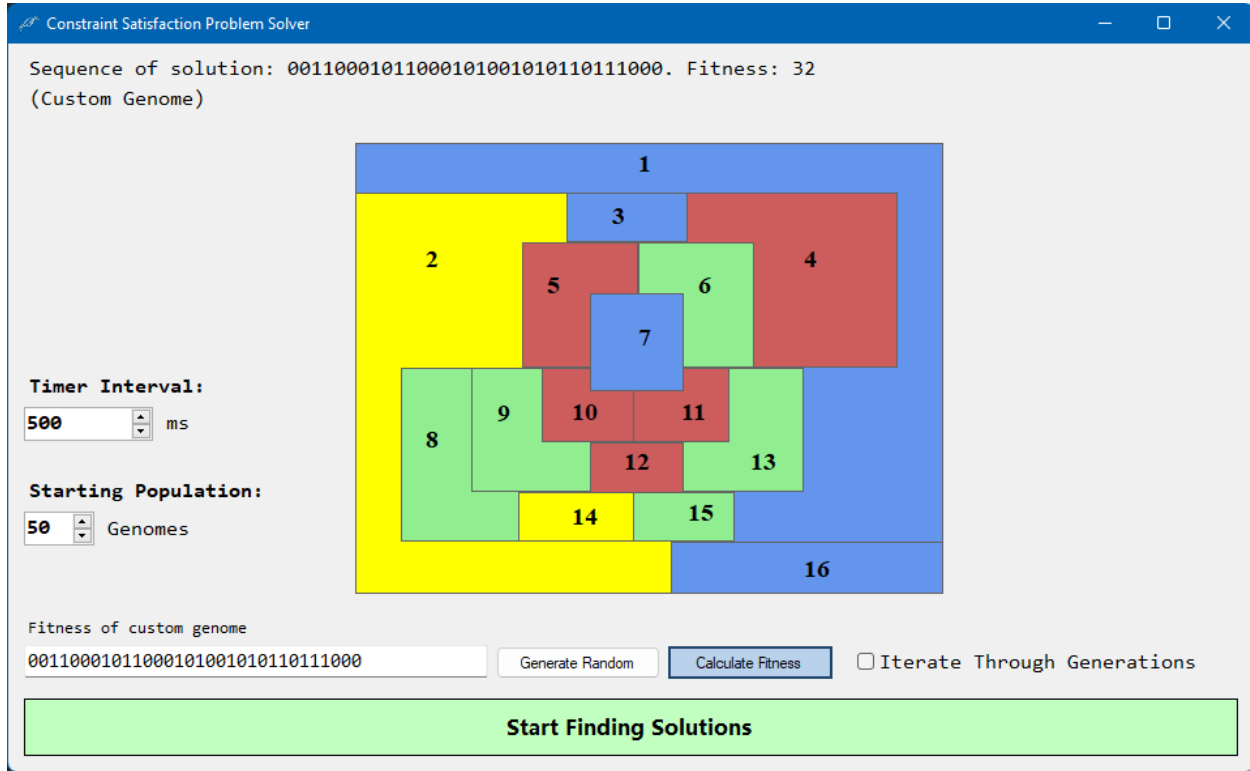 Constraint Satisfaction Problem Solver
Sequence of solution: 00110001011000101001010110111000. Fitness: 32
(Custom Genome)
1
3
2
4
5
6
7
Timer Interval:
500 ms
9
10
11
8
12
13
Starting Population:
50 Genomes
14
15
16
Fitness of custom genome
00110001011000101001010110111000 Generate Random Calculate Fitness Iterate Through Generations
Start Finding Solutions